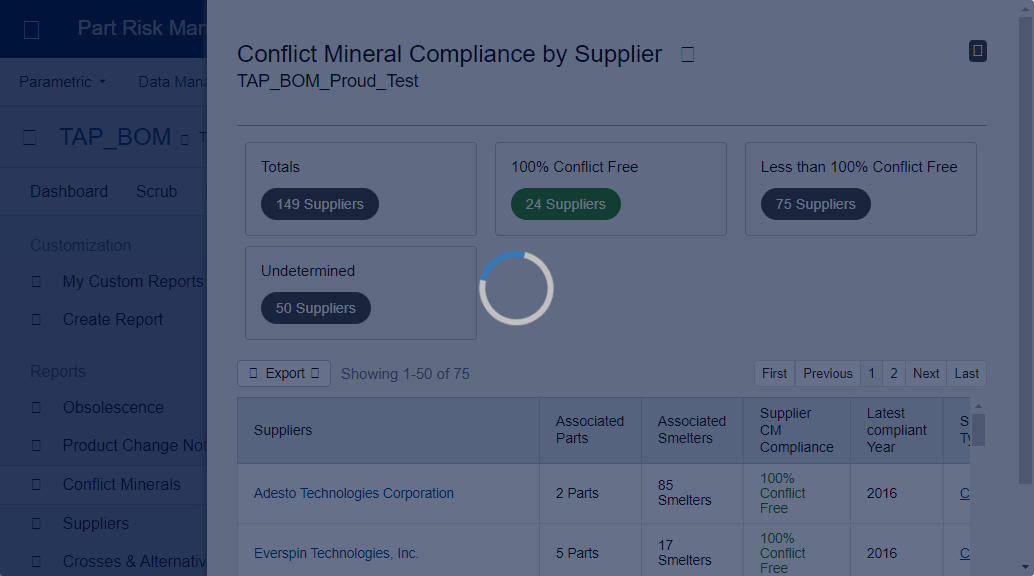 Part Risk Mar
Parametric
Data Mana
TAP_BOM
Dashboard
Scrub
Customization
My Custom Reports
Create Report
Reports
Obsolescence
Product Change Not
Conflict Minerals
Suppliers
Crosses & Alternativ
Conflict Mineral Compliance by Supplier
TAP_BOM_Proud_Test
Totals
149 Suppliers
100% Conflict Free
24 Suppliers
Less than 100% Conflict Free
75 Suppliers
Undetermined
50 Suppliers
Export
Showing 1-50 of 75
First
Previous
1
2
Next
Last
Suppliers
Associated
Parts
Associated
Smelters
Supplier
CM
Compliance
Latest
compliant
Year
S
Ty
Adesto Technologies Corporation
2 Parts
85
Smelters
100%
Conflict
Free
2016
C
Everspin Technologies, Inc.
5 Parts
17
Smelters
100%
Conflict
Free
2016
C